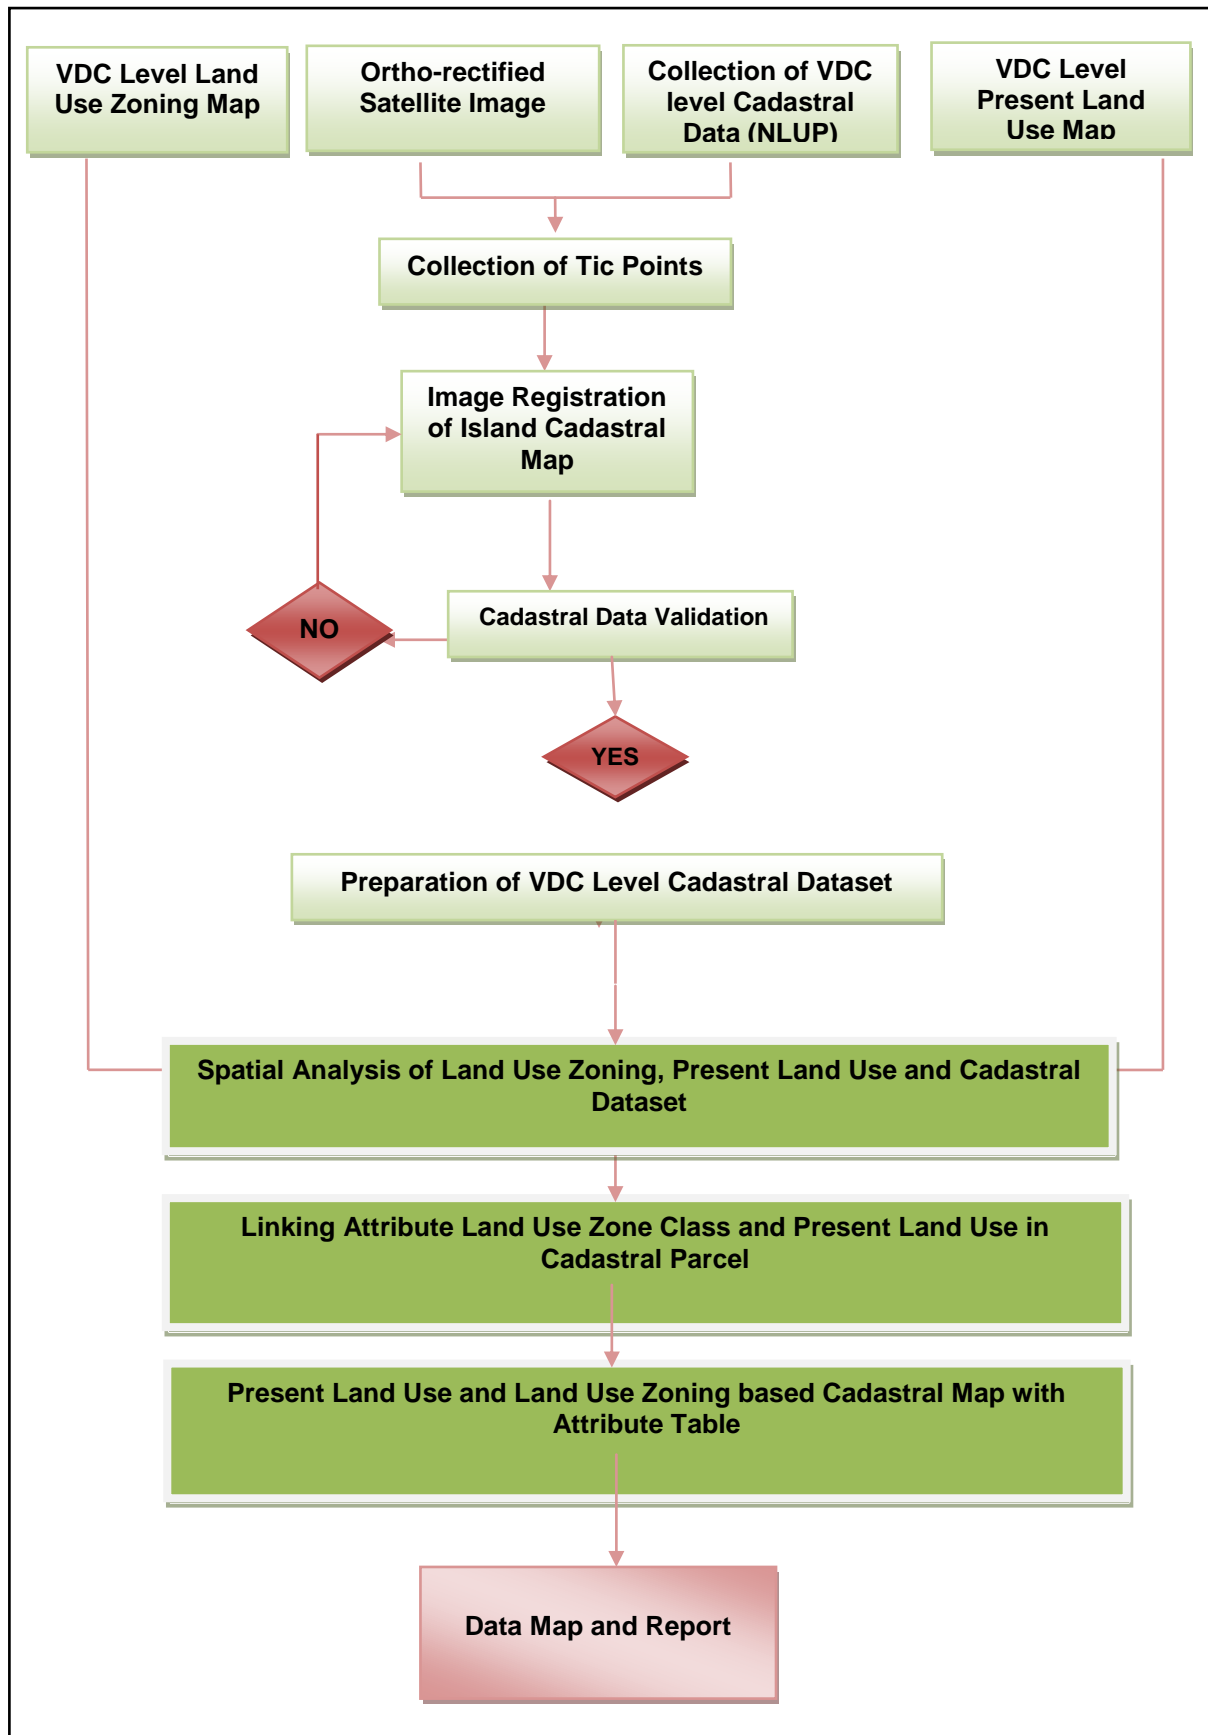 VDC Level Land
Use Zoning Map
Ortho-rectified
Satellite Image
Collection of VDC
level Cadastral
Data (NLUP)
VDC Level
Present Land
Use Map
Collection of Tic Points
Image Registration
of Island Cadastral
Map
NO
Cadastral Data Validation
YES
Preparation of VDC Level Cadastral Dataset
Spatial Analysis of Land Use Zoning, Present Land Use and Cadastral
Dataset
Linking Attribute Land Use Zone Class and Present Land Use in
Cadastral Parcel
Present Land Use and Land Use Zoning based Cadastral Map with
Attribute Table
Data Map and Report